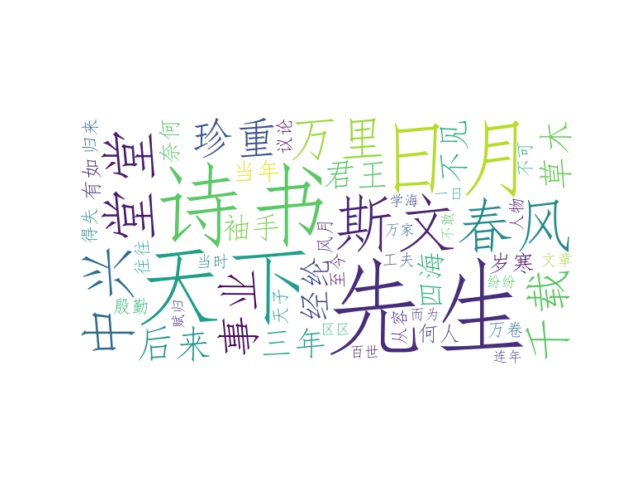 珍重
议论
万里
日月
不见
不可
草木
归来
有如
奈何
堂堂
当年
君王
诗书
袖手
学海
一曰
斯文
不敢
人物
春风
得失
往往
风月
万家
中兴
天下
当时
事业
天子
经纶
至今
工夫
四海
岁寒
文章
纷纷
千载
殷勤
赋归
先生
后来
三年
区区
百世
从容
而为
何人
万卷
连年